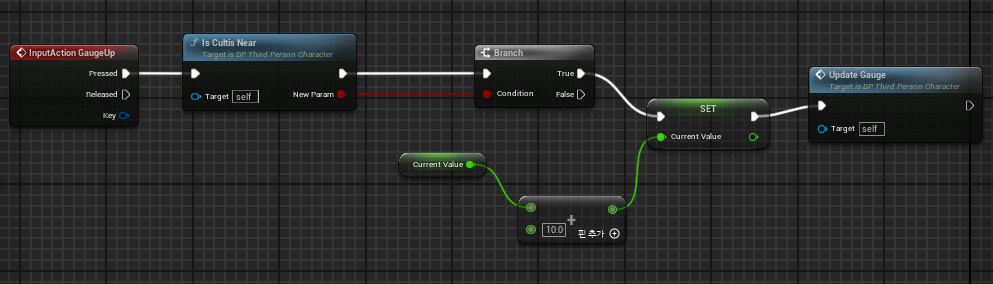 InputAction GaugeUp
Pressed
Released
Key
f Is Cultis Near
Target is BP Third Person Character
Target self
New Param
Branch
True
Condition
False
SET
Current Value
Update Gauge
Target is BP Third Person Character
Target self
Current Value
+
10.0
핀 추가